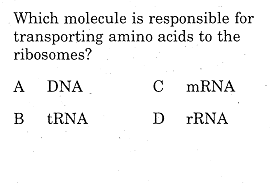 Which molecule is responsible for
transporting amino acids to the
ribosomes?
A DNA C mRNA
B tRNA D rRNA